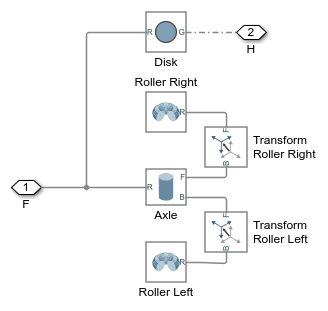 R
G
2
H
Disk
Roller Right
R
F
Transform
Roller Right
B
1
F
R
F
B
Axle
F
Transform
Roller Left
B
R
Roller Left